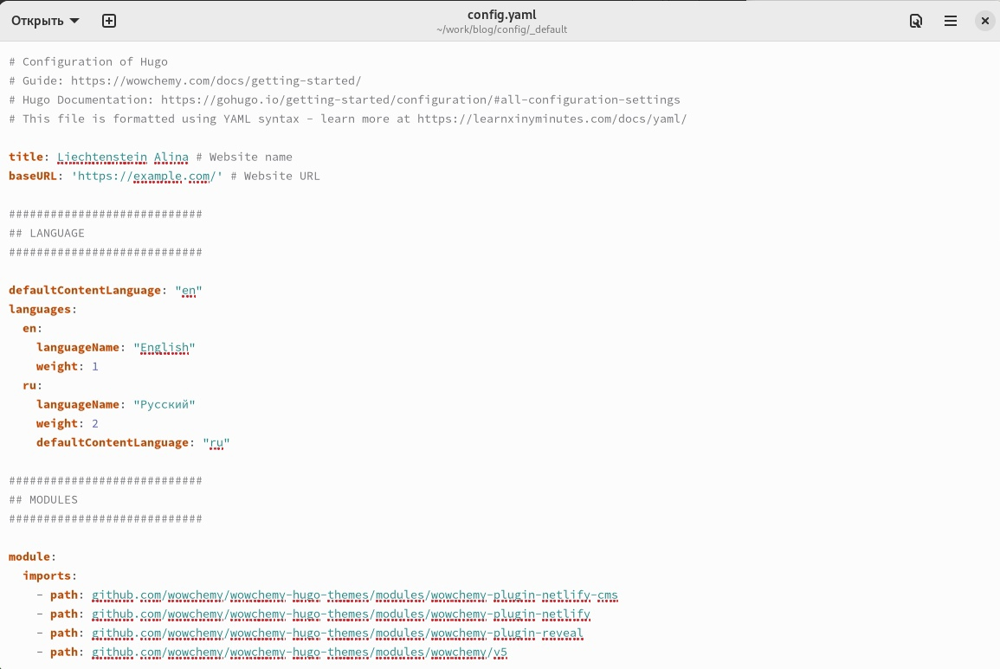 Открыть
config.yaml
~/work/blog/config/_default
# Configuration of Hugo
# Guide: https://wowchemy.com/docs/getting-started/
# Hugo Documentation: https://gohugo.io/getting-started/configuration/#all-configuration-settings
# This file is formatted using YAML syntax - learn more at https://learnxinyminutes.com/docs/yaml/
title: Liechtenstein Alina # Website name
baseURL: 'https://example.com/' # Website URL
############################
## LANGUAGE
############################
defaultContentLanguage: "en"
languages:
  en:
    languageName: "English"
    weight: 1
  ru:
    languageName: "Русский"
    weight: 2
    defaultContentLanguage: "ru"
############################
## MODULES
############################
module:
  imports:
    - path: github.com/wowchemy/wowchemy-hugo-themes/modules/wowchemy-plugin-netlify-cms
    - path: github.com/wowchemy/wowchemy-hugo-themes/modules/wowchemy-plugin-netlify
    - path: github.com/wowchemy/wowchemy-hugo-themes/modules/wowchemy-plugin-reveal
    - path: github.com/wowchemy/wowchemy-hugo-themes/modules/wowchemy/v5